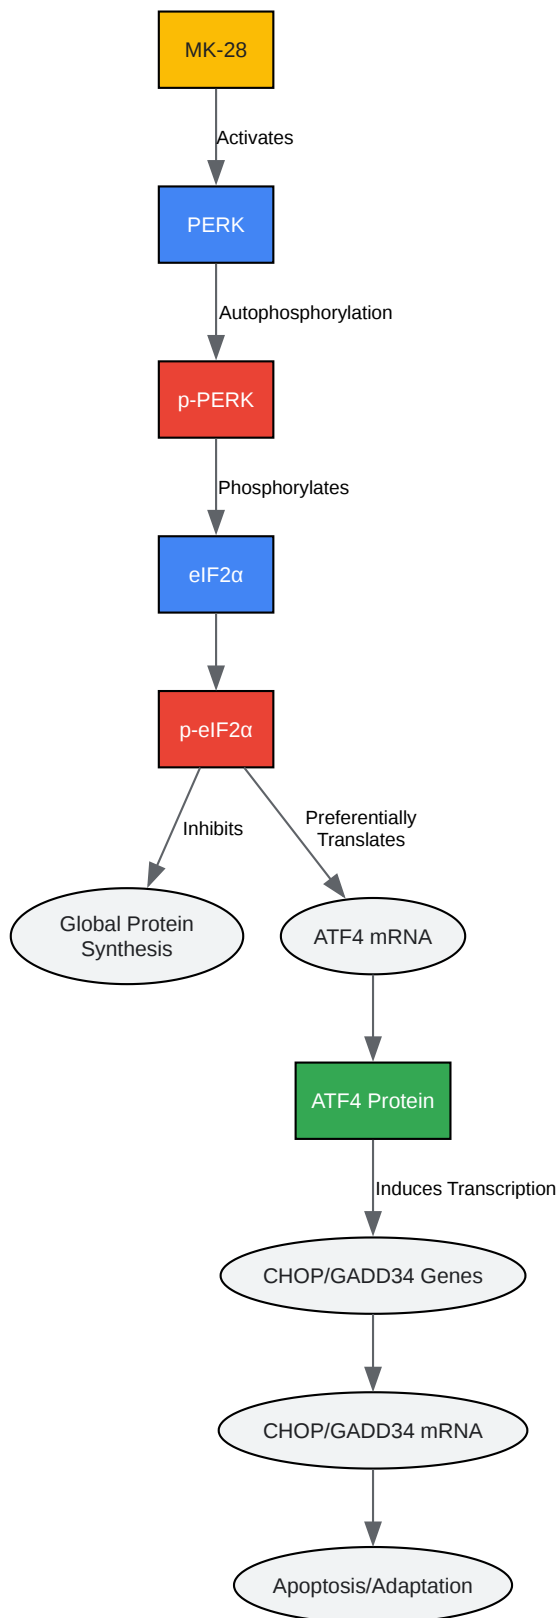 MK-28
Activates
PERK
Autophosphorylation
p-PERK
Phosphorylates
eIF2α
p-eIF2α
Inhibits
Preferentially
Translates
Global Protein
Synthesis
ATF4 mRNA
ATF4 Protein
Induces Transcription
CHOP/GADD34 Genes
CHOP/GADD34 mRNA
Apoptosis/Adaptation